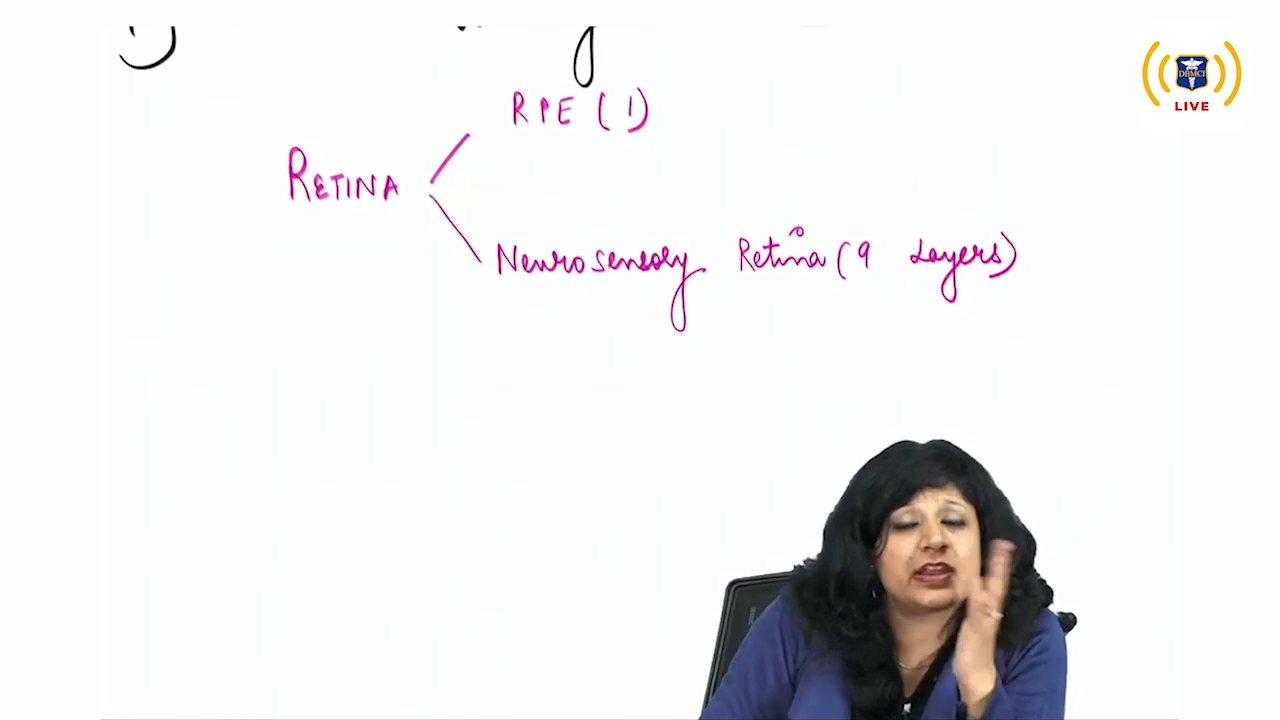 RPE (1)
RETINA
Neurosensory Retina (9 Layers)
DBMCI
LIVE